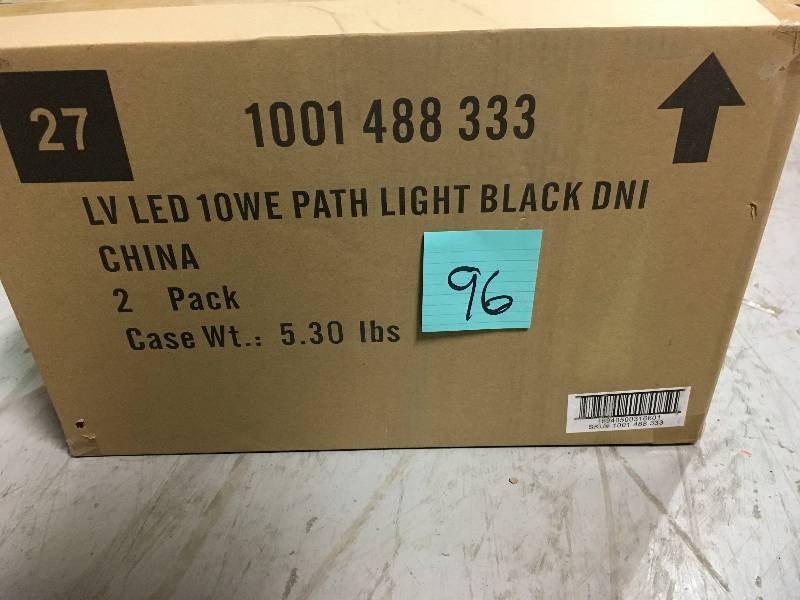 27
1001 488 333
LV LED 10WE PATH LIGHT BLACK DNI
CHINA
2 Pack
Case Wt.: 5.30 lbs
96
SKU# 1001 488 333